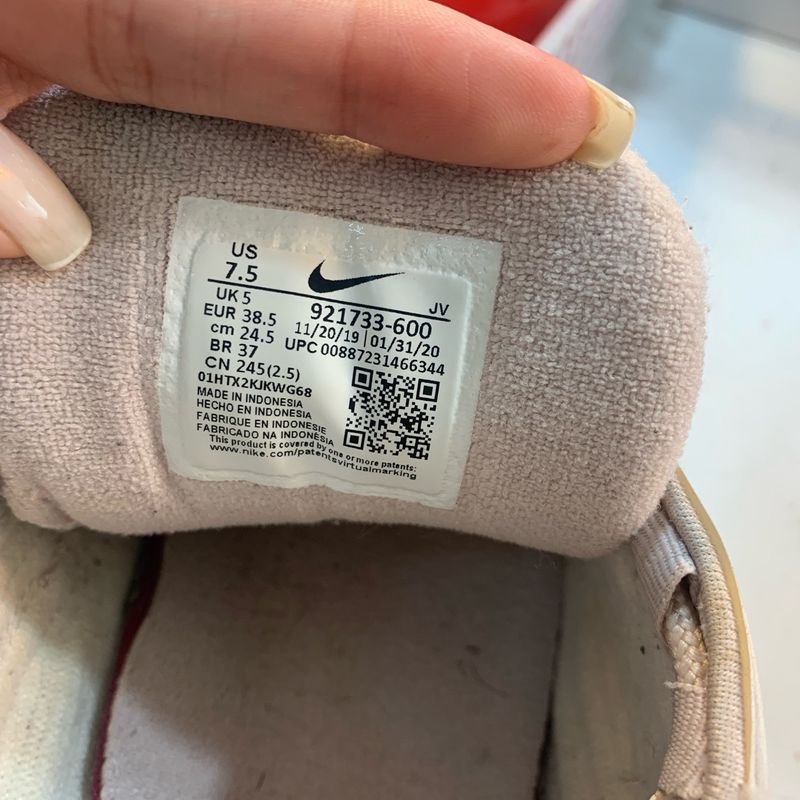 US
7.5
JV
UK 5
921733-600
EUR 38.5
11/20/19 | 01/31/20
cm 24.5
UPC 00887231466344
BR 37
CN 245(2.5)
01HTX2KJKWG68
MADE IN INDONESIA
HECHO EN INDONESIA
FABRIQUE EN INDONESIE
FABRICADO NA INDONÉSIA
This product is covered by one or more patents:
www.nike.com/patentsvirtualmarking